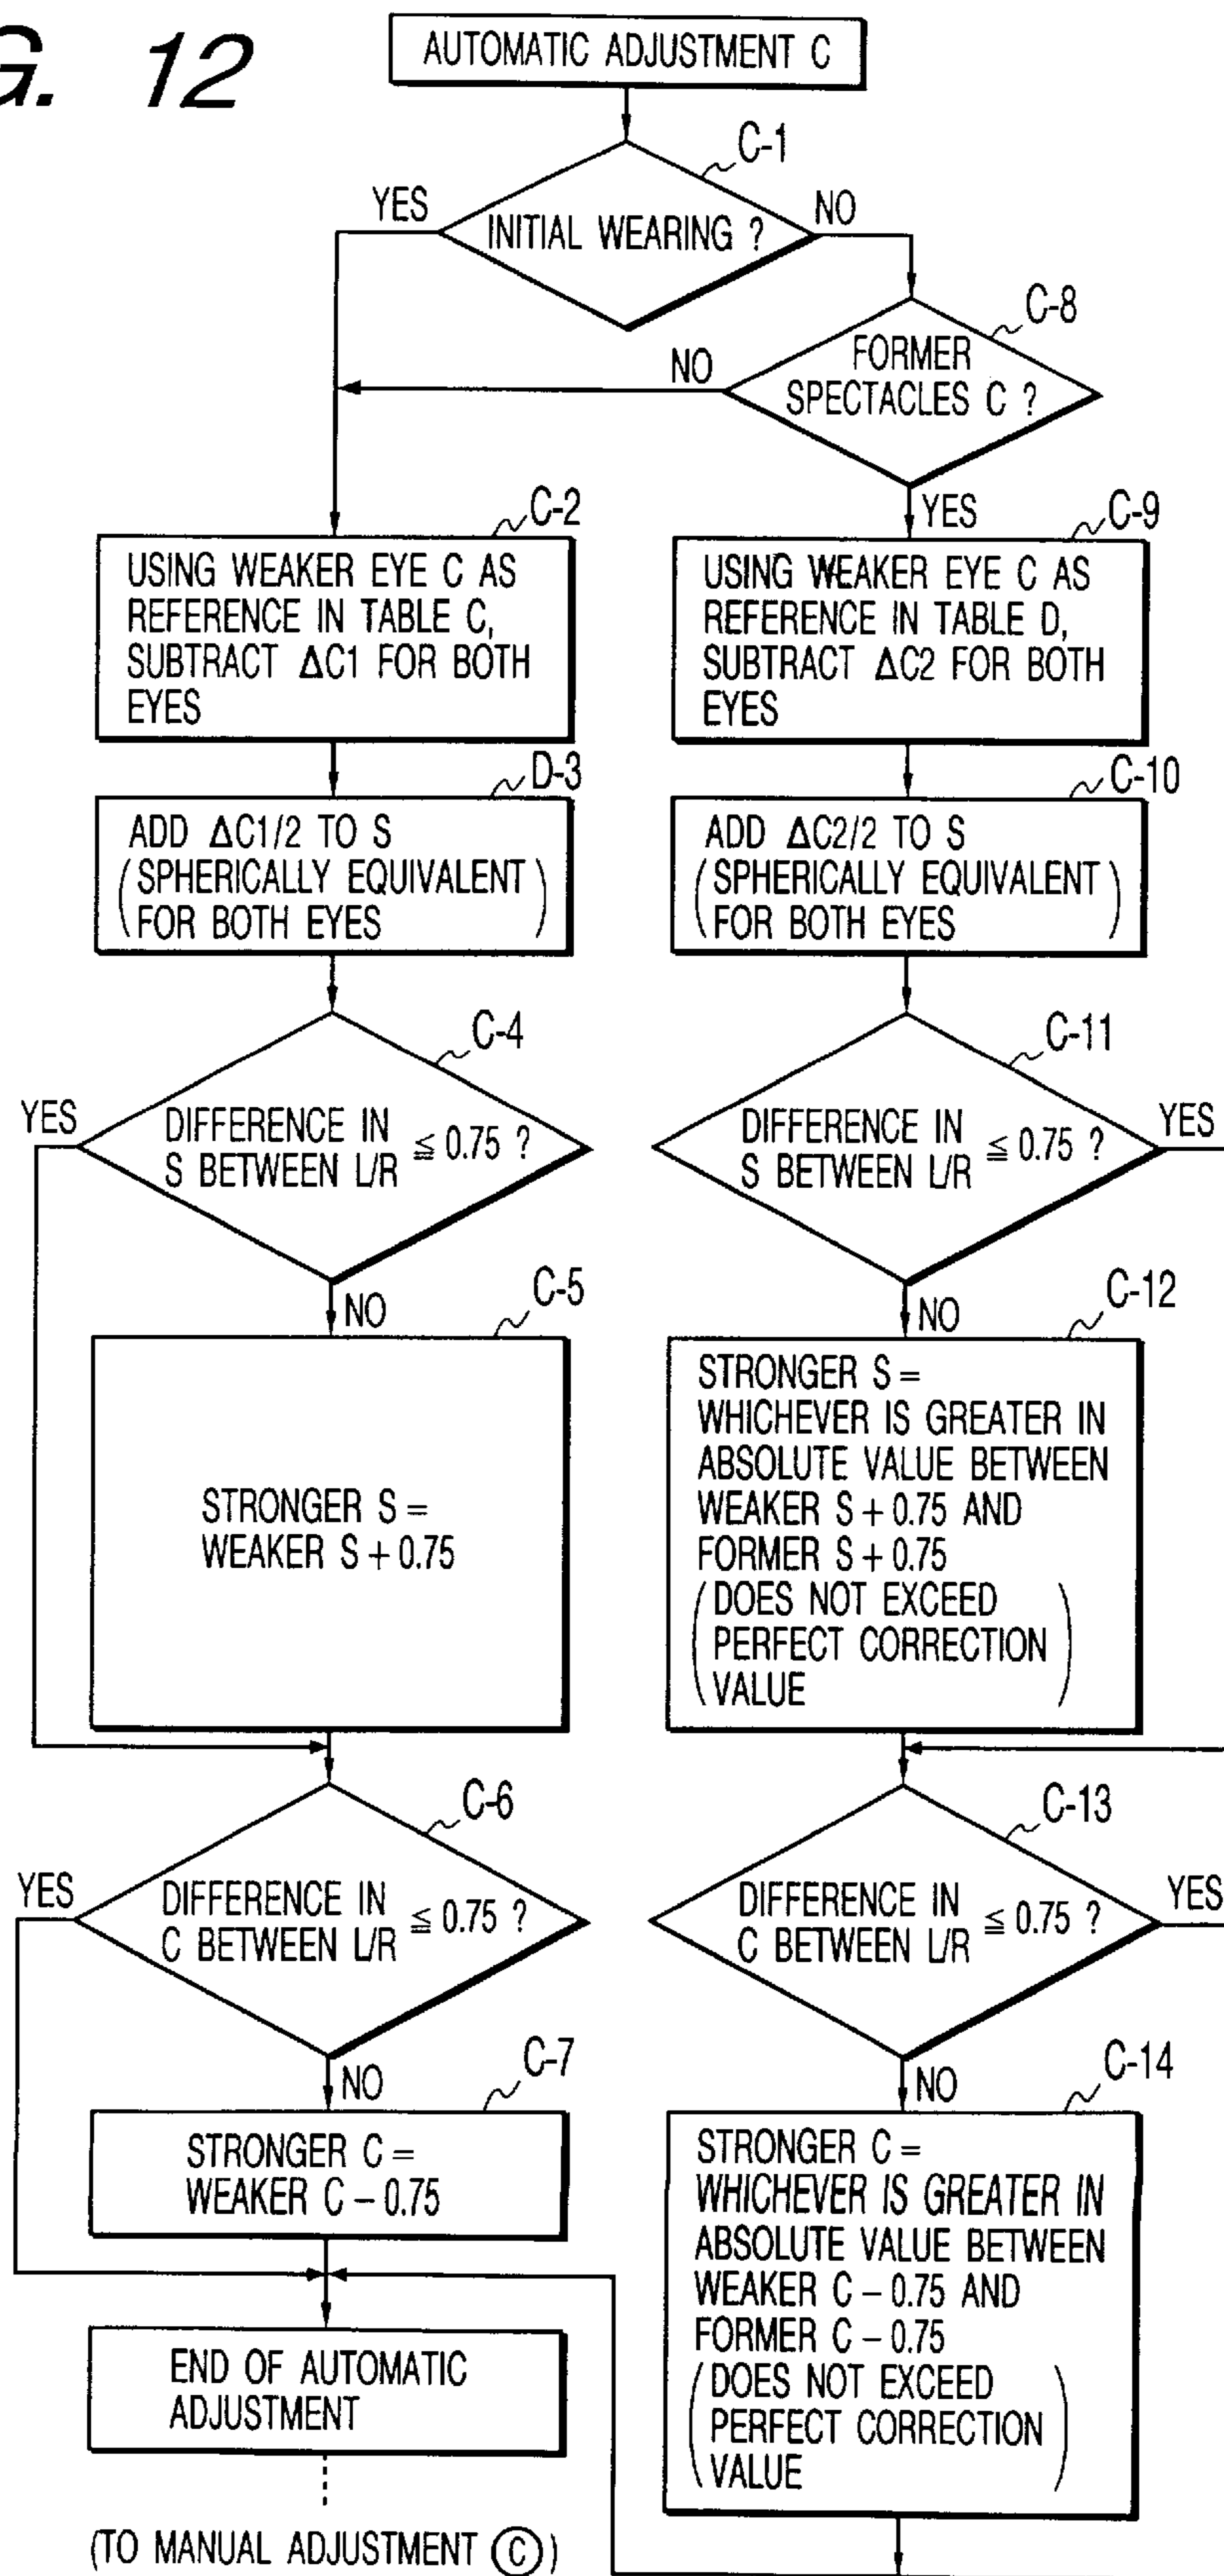 G. 12
AUTOMATIC ADJUSTMENT C
C-1
YES
INITIAL WEARING ?
NO
C-8
NO
FORMER
SPECTACLES C ?
YES
C-2
USING WEAKER EYE C AS
REFERENCE IN TABLE C,
SUBTRACT ΔC1 FOR BOTH
EYES
C-9
USING WEAKER EYE C AS
REFERENCE IN TABLE D,
SUBTRACT ΔC2 FOR BOTH
EYES
D-3
ADD ΔC1/2 TO S
(SPHERICALLY EQUIVALENT
FOR BOTH EYES)
C-10
ADD ΔC2/2 TO S
(SPHERICALLY EQUIVALENT
FOR BOTH EYES)
C-4
YES
DIFFERENCE IN
S BETWEEN L/R ≦ 0.75 ?
NO
C-11
DIFFERENCE IN
S BETWEEN L/R ≦ 0.75 ?
YES
NO
C-5
STRONGER S =
WEAKER S + 0.75
C-12
STRONGER S =
WHICHEVER IS GREATER IN
ABSOLUTE VALUE BETWEEN
WEAKER S + 0.75 AND
FORMER S + 0.75
(DOES NOT EXCEED
PERFECT CORRECTION
VALUE)
C-6
YES
DIFFERENCE IN
C BETWEEN L/R ≦ 0.75 ?
NO
C-13
DIFFERENCE IN
C BETWEEN L/R ≦ 0.75 ?
YES
NO
C-7
STRONGER C =
WEAKER C – 0.75
C-14
STRONGER C =
WHICHEVER IS GREATER IN
ABSOLUTE VALUE BETWEEN
WEAKER C – 0.75 AND
FORMER C – 0.75
(DOES NOT EXCEED
PERFECT CORRECTION
VALUE)
END OF AUTOMATIC
ADJUSTMENT
(TO MANUAL ADJUSTMENT Ⓒ)